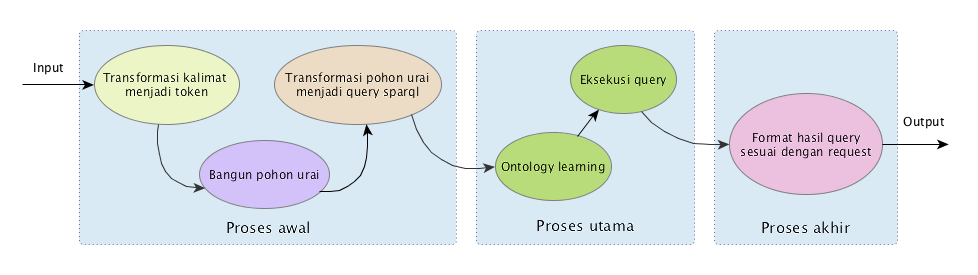 Input
Transformasi kalimat
menjadi token
Bangun pohon urai
Transformasi pohon urai
menjadi query sparql
Proses awal
Ontology learning
Eksekusi query
Proses utama
Format hasil query
sesuai dengan request
Proses akhir
Output